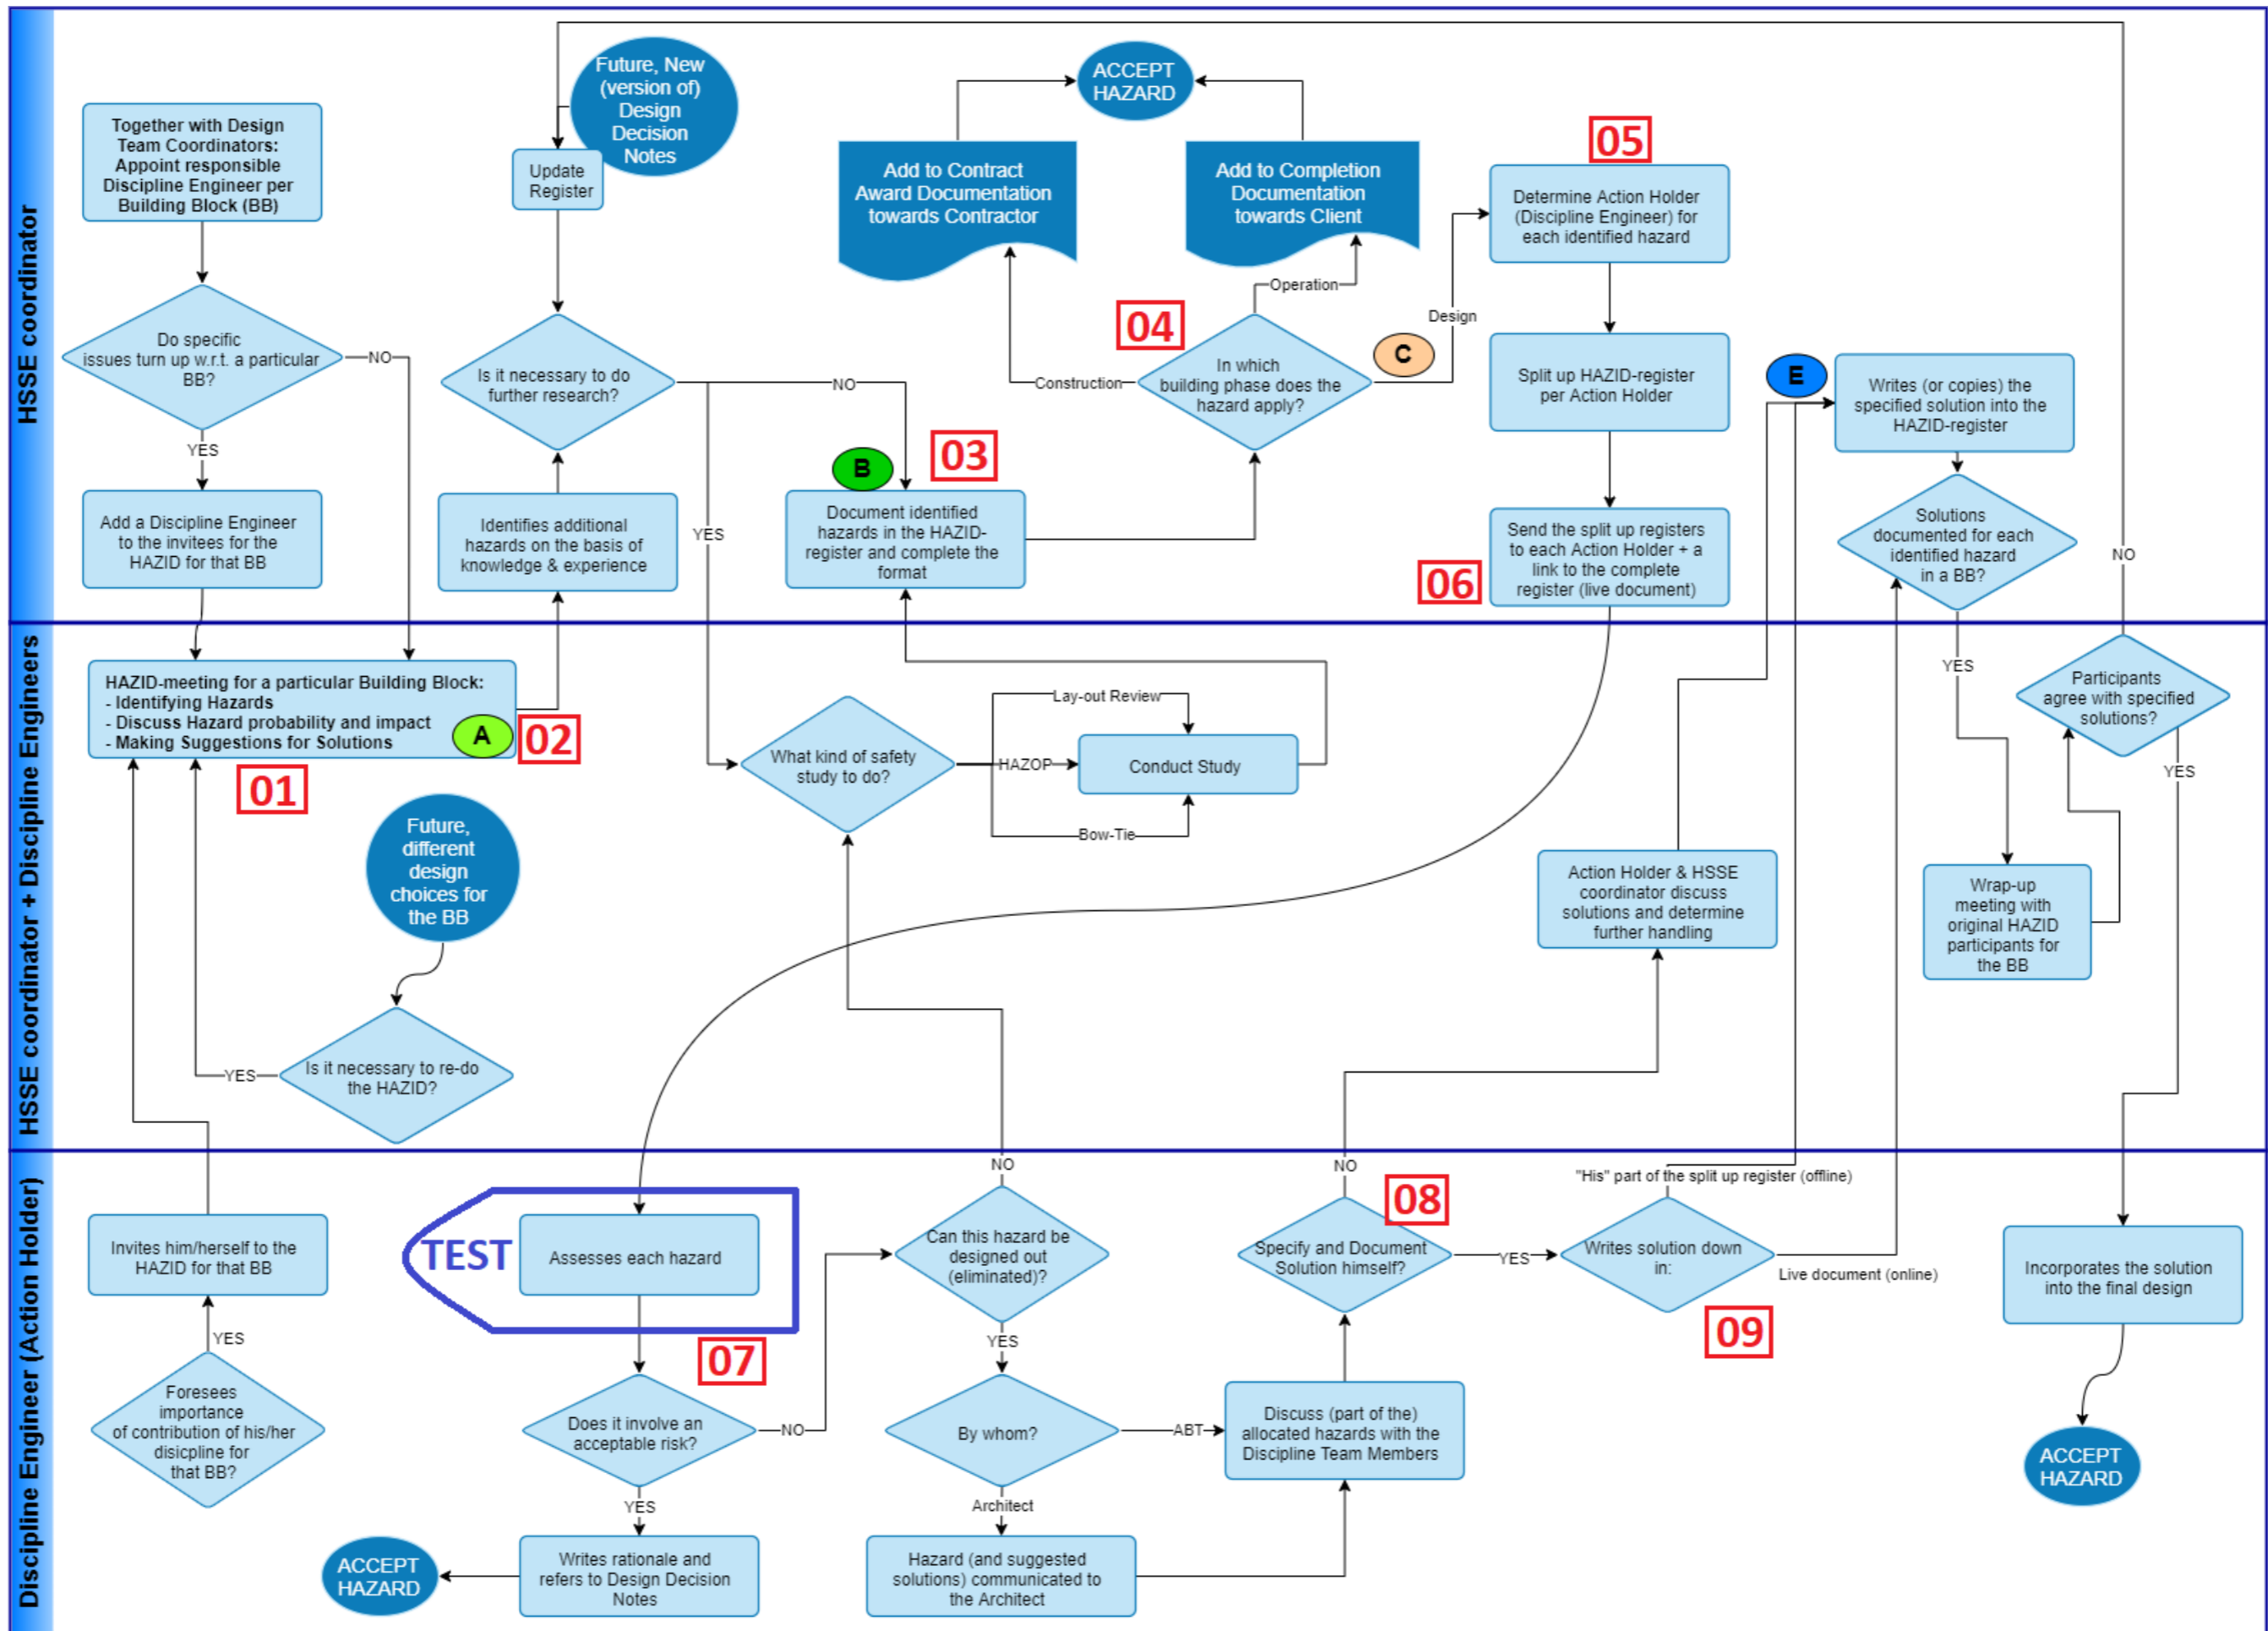 HSSE coordinator
Together with Design
Team Coordinators:
Appoint responsible
Discipline Engineer per
Building Block (BB)
Do specific
issues turn up w.r.t. a particular
BB?
NO
YES
Add a Discipline Engineer
to the invitees for the
HAZID for that BB
Future, New
(version of)
Design
Decision
Notes
Update
Register
Is it necessary to do
further research?
NO
YES
Identifies additional
hazards on the basis of
knowledge & experience
ACCEPT
HAZARD
Add to Contract
Award Documentation
towards Contractor
Add to Completion
Documentation
towards Client
B
03
Document identified
hazards in the HAZID-
register and complete the
format
04
In which
building phase does the
hazard apply?
Construction
Operation
Design
C
05
Determine Action Holder
(Discipline Engineer) for
each identified hazard
Split up HAZID-register
per Action Holder
06
Send the split up registers
to each Action Holder + a
link to the complete
register (live document)
E
Writes (or copies) the
specified solution into the
HAZID-register
Solutions
documented for each
identified hazard
in a BB?
NO
HSSE coordinator + Discipline Engineers
HAZID-meeting for a particular Building Block:
- Identifying Hazards
- Discuss Hazard probability and impact
- Making Suggestions for Solutions
A
02
01
Future,
different
design
choices for
the BB
Is it necessary to re-do
the HAZID?
YES
What kind of safety
study to do?
Lay-out Review
HAZOP
Bow-Tie
Conduct Study
Action Holder & HSSE
coordinator discuss
solutions and determine
further handling
YES
Wrap-up
meeting with
original HAZID
participants for
the BB
Participants
agree with specified
solutions?
YES
Discipline Engineer (Action Holder)
Invites him/herself to the
HAZID for that BB
YES
Foresees
importance
of contribution of his/her
disicpline for
that BB?
TEST
Assesses each hazard
07
Does it involve an
acceptable risk?
NO
YES
Writes rationale and
refers to Design Decision
Notes
ACCEPT
HAZARD
NO
Can this hazard be
designed out
(eliminated)?
YES
By whom?
ABT
Architect
Hazard (and suggested
solutions) communicated to
the Architect
Discuss (part of the)
allocated hazards with the
Discipline Team Members
NO
08
Specify and Document
Solution himself?
YES
Writes solution down
in:
09
"His" part of the split up register (offline)
Live document (online)
Incorporates the solution
into the final design
ACCEPT
HAZARD